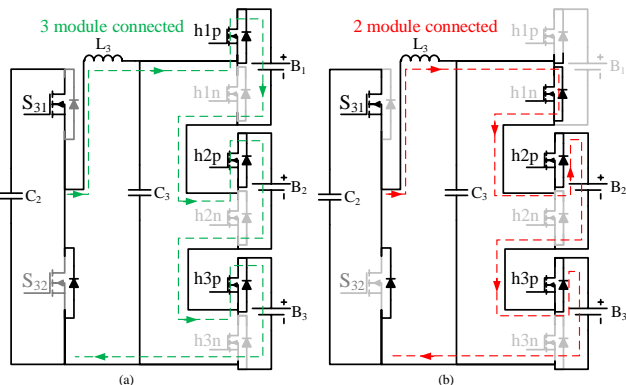 3 module connected
L3
h1p
B1
h1n
S31
h2p
C2
C3
B2
h2n
S32
h3p
B3
h3n
(a)
2 module connected
L3
h1p
B1
h1n
S31
h2p
C2
C3
B2
h2n
S32
h3p
B3
h3n
(b)